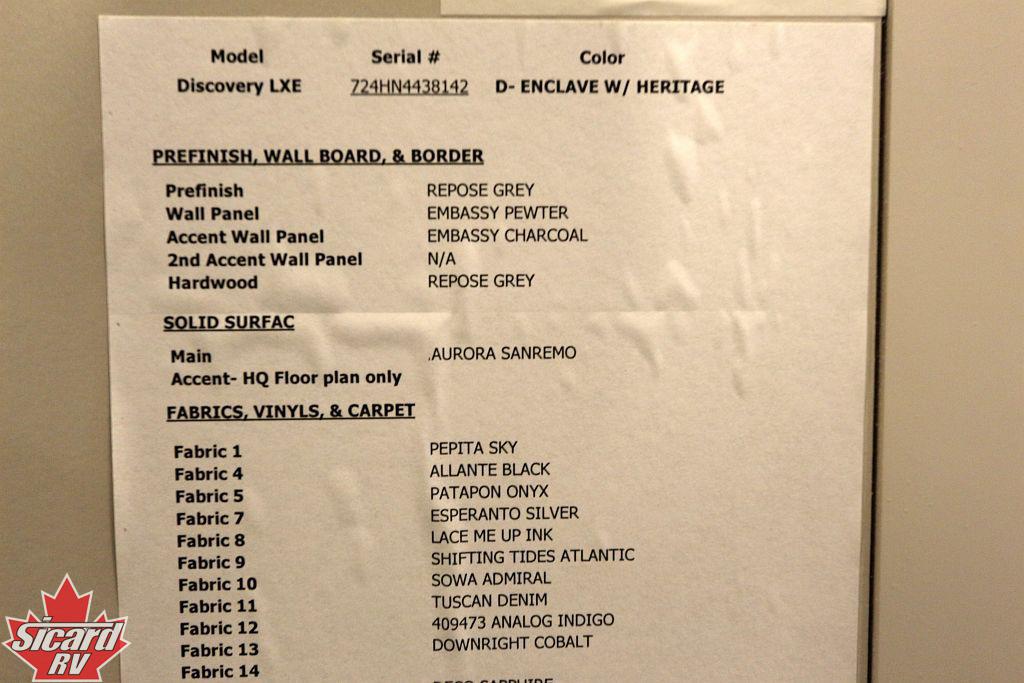 Model Serial # Color
Discovery LXE 724HN4438142 D- ENCLAVE W/ HERITAGE
PREFINISH, WALL BOARD, & BORDER
Prefinish REPOSE GREY
Wall Panel EMBASSY PEWTER
Accent Wall Panel EMBASSY CHARCOAL
2nd Accent Wall Panel N/A
Hardwood REPOSE GREY
SOLID SURFAC
Main .AURORA SANREMO
Accent- HQ Floor plan only
FABRICS, VINYLS, & CARPET
Fabric 1 PEPITA SKY
Fabric 4 ALLANTE BLACK
Fabric 5 PATAPON ONYX
Fabric 7 ESPERANTO SILVER
Fabric 8 LACE ME UP INK
Fabric 9 SHIFTING TIDES ATLANTIC
Fabric 10 SOWA ADMIRAL
Fabric 11 TUSCAN DENIM
Fabric 12 409473 ANALOG INDIGO
Fabric 13 DOWNRIGHT COBALT
Fabric 14
Sicard
RV